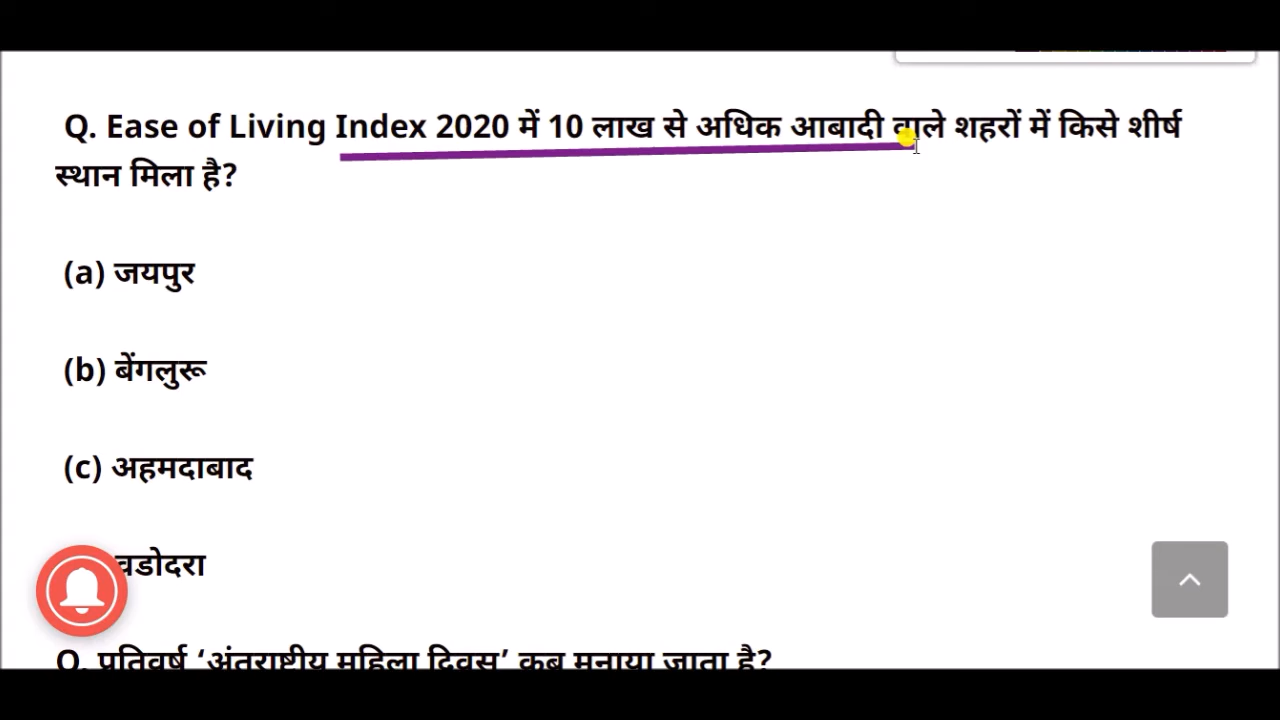 Q. Ease of Living Index 2020 में 10 लाख से अधिक आबादी वाले शहरों में किसे शीर्ष
स्थान मिला है?
(a) जयपुर
(b) बेंगलुरू
(c) अहमदाबाद
वडोदरा
Q. प्रतिवर्ष ‘अंतराष्ट्रीय महिला दिवस’ कब मनाया जाता है?